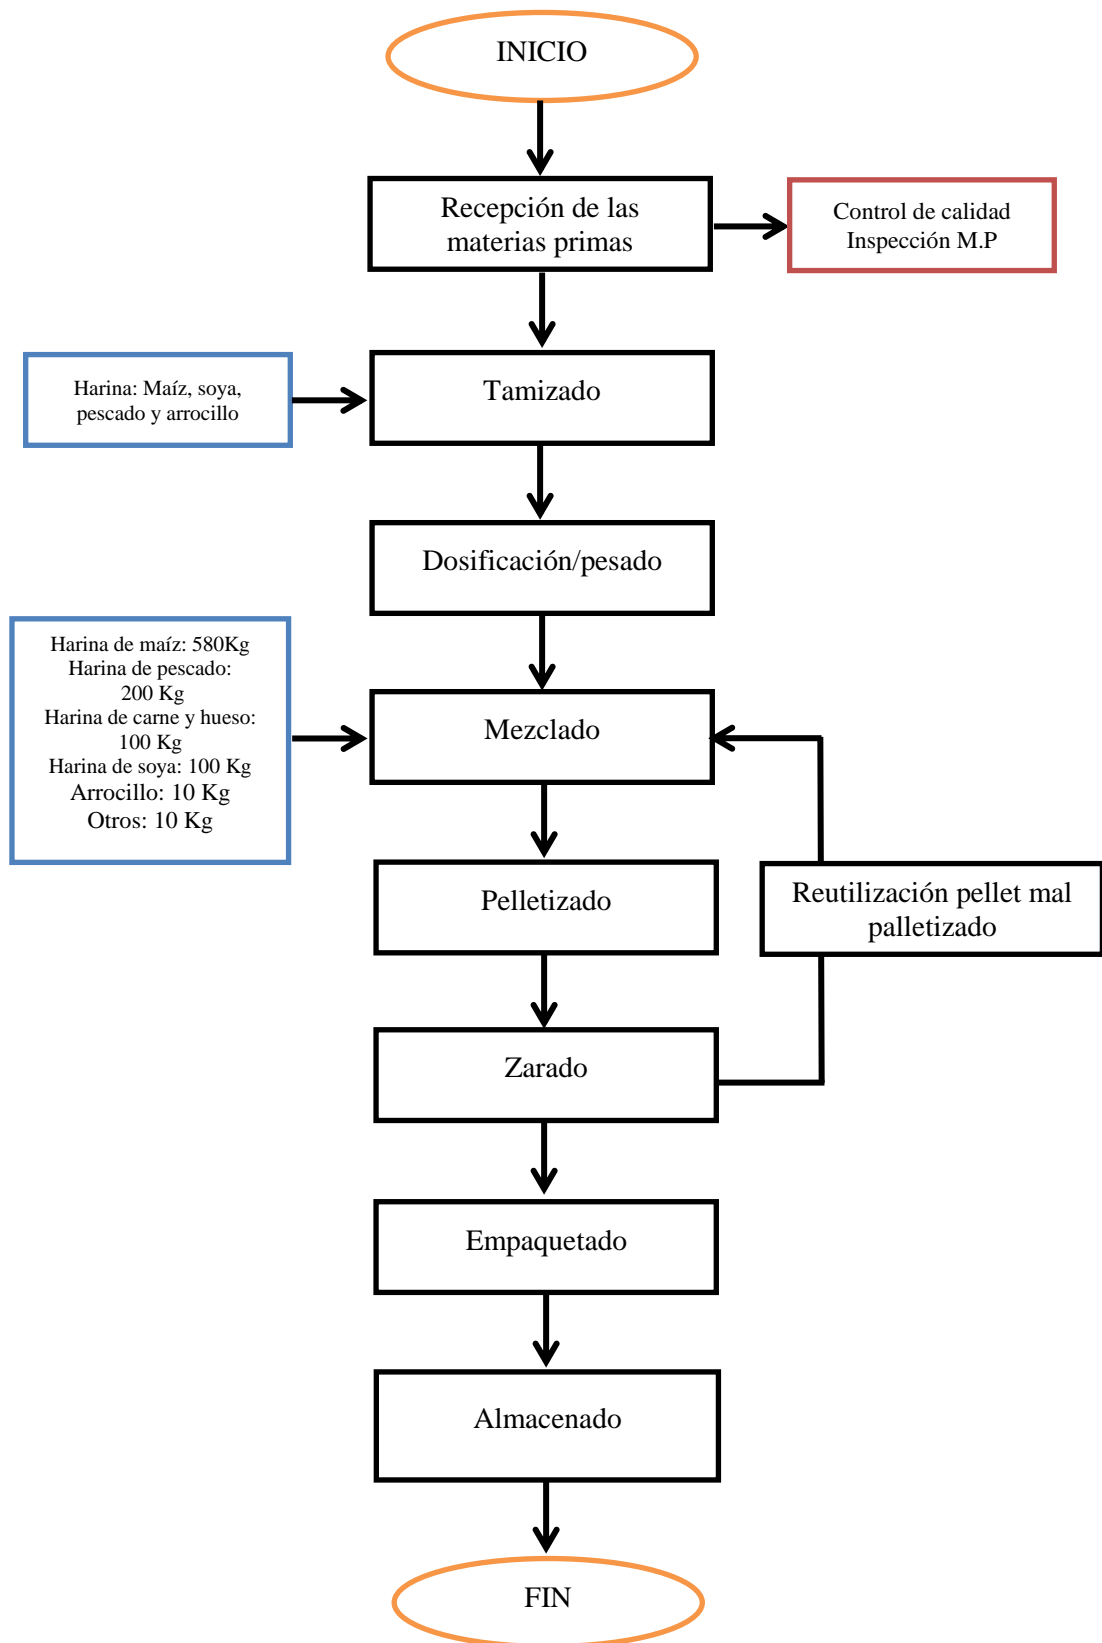 INICIO
Recepción de las
materias primas
Control de calidad
Inspección M.P
Harina: Maíz, soya,
pescado y arrocillo
Tamizado
Dosificación/pesado
Harina de maíz: 580Kg
Harina de pescado:
200 Kg
Harina de carne y hueso:
100 Kg
Harina de soya: 100 Kg
Arrocillo: 10 Kg
Otros: 10 Kg
Mezclado
Pelletizado
Reutilización pellet mal
palletizado
Zarado
Empaquetado
Almacenado
FIN